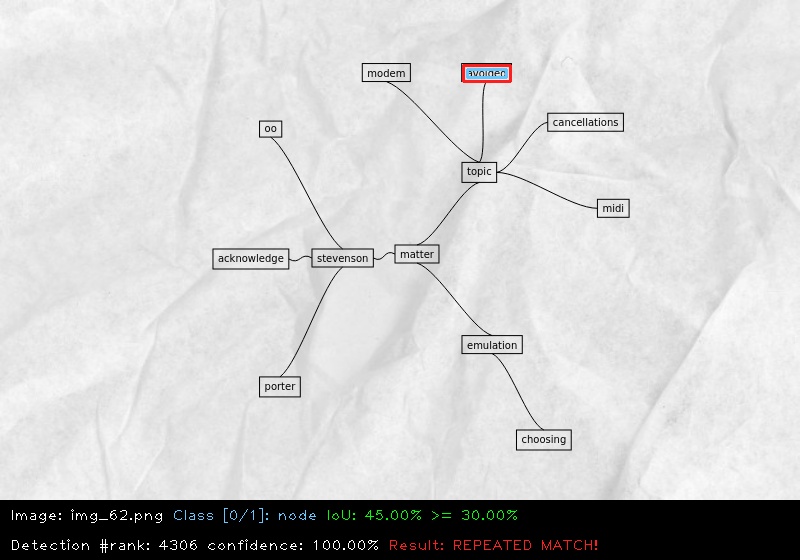 modem
avoided
oo
cancellations
topic
midi
acknowledge
stevenson
matter
emulation
porter
choosing
Image: img_62.png Class [0/1]: node IoU: 45.00% >= 30.00%
Detection #rank: 4306 confidence: 100.00% Result: REPEATED MATCH!